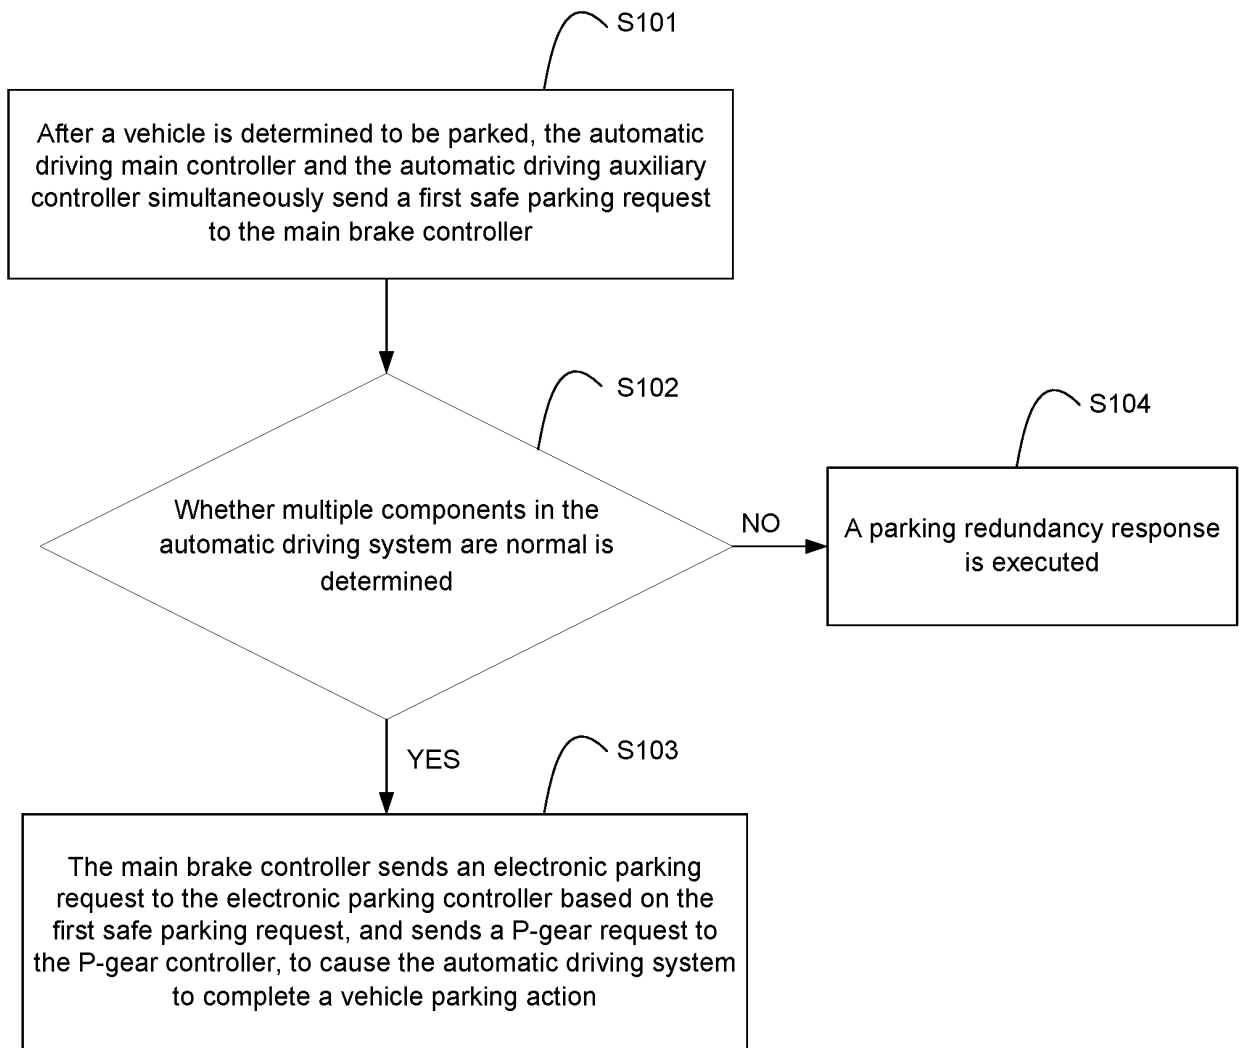 S101
After a vehicle is determined to be parked, the automatic
driving main controller and the automatic driving auxiliary
controller simultaneously send a first safe parking request
to the main brake controller
S102
Whether multiple components in the
automatic driving system are normal is
determined
NO
S104
A parking redundancy response
is executed
YES
S103
The main brake controller sends an electronic parking
request to the electronic parking controller based on the
first safe parking request, and sends a P-gear request to
the P-gear controller, to cause the automatic driving system
to complete a vehicle parking action